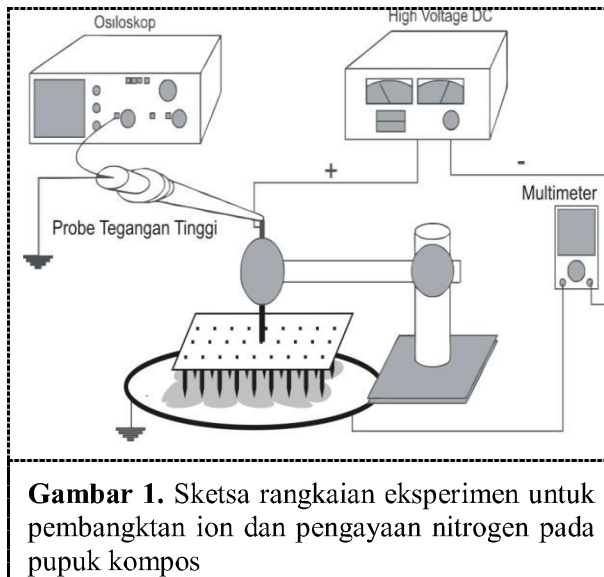 Osiloskop
High Voltage DC
+
-
Multimeter
Probe Tegangan Tinggi
Gambar 1. Sketsa rangkaian eksperimen untuk
pembangktan ion dan pengayaan nitrogen pada
pupuk kompos